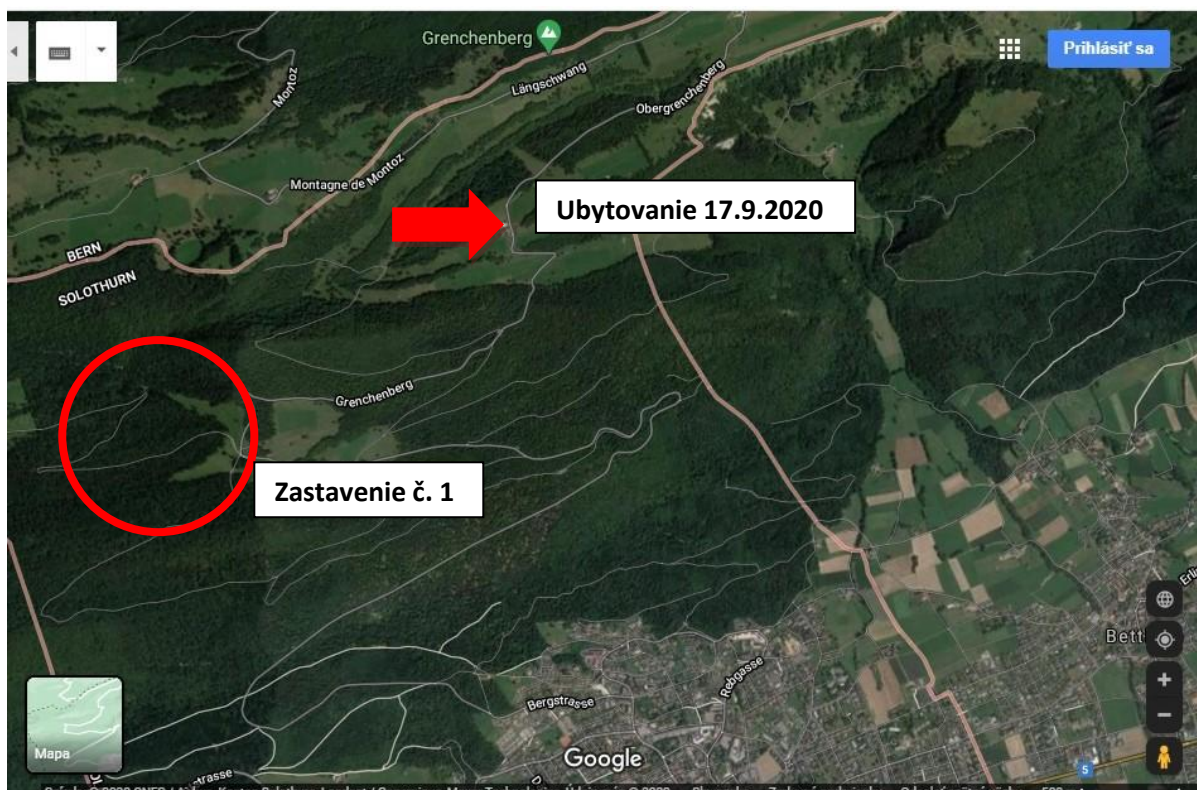 Grenchenberg
Prihlásiť sa
Montoz
Längschwang
Obergrenchenberg
Montagne de Montoz
Ubytovanie 17.9.2020
BERN
SOLOTHURN
Grenchenberg
Zastavenie č. 1
Bett
Rebgasse
Bergstrasse
Mapa
Google
strasse
5